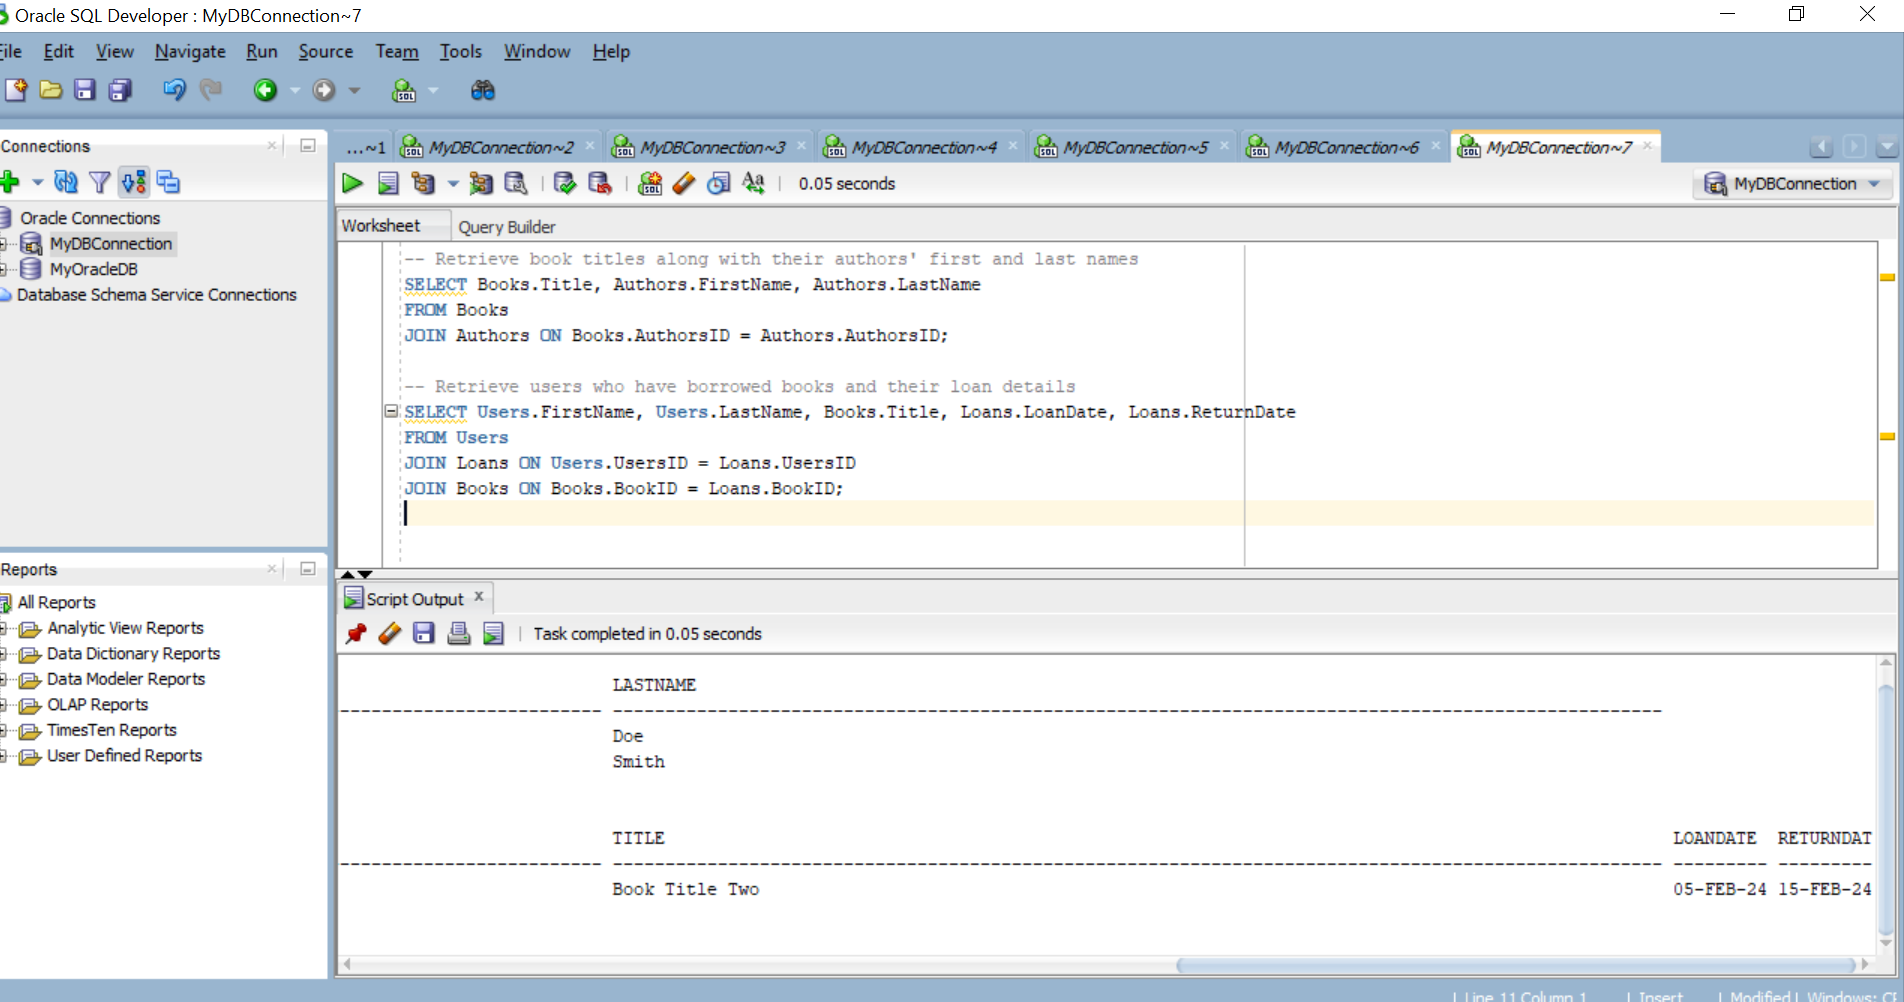 Oracle SQL Developer : MyDBConnection~7
File Edit View Navigate Run Source Team Tools Window Help
Connections
Oracle Connections
MyDBConnection
MyOracleDB
Database Schema Service Connections
Reports
All Reports
Analytic View Reports
Data Dictionary Reports
Data Modeler Reports
OLAP Reports
TimesTen Reports
User Defined Reports
...~1 MyDBConnection~2 MyDBConnection~3 MyDBConnection~4 MyDBConnection~5 MyDBConnection~6 MyDBConnection~7
0.05 seconds
MyDBConnection
Worksheet Query Builder
-- Retrieve book titles along with their authors' first and last names
SELECT Books.Title, Authors.FirstName, Authors.LastName
FROM Books
JOIN Authors ON Books.AuthorsID = Authors.AuthorsID;
-- Retrieve users who have borrowed books and their loan details
SELECT Users.FirstName, Users.LastName, Books.Title, Loans.LoanDate, Loans.ReturnDate
FROM Users
JOIN Loans ON Users.UsersID = Loans.UsersID
JOIN Books ON Books.BookID = Loans.BookID;
Script Output
Task completed in 0.05 seconds
LASTNAME
Doe
Smith
TITLE LOANDATE RETURNDAT
Book Title Two 05-FEB-24 15-FEB-24
Line 11 Column 1 | Insert | Modified | Windows: CR